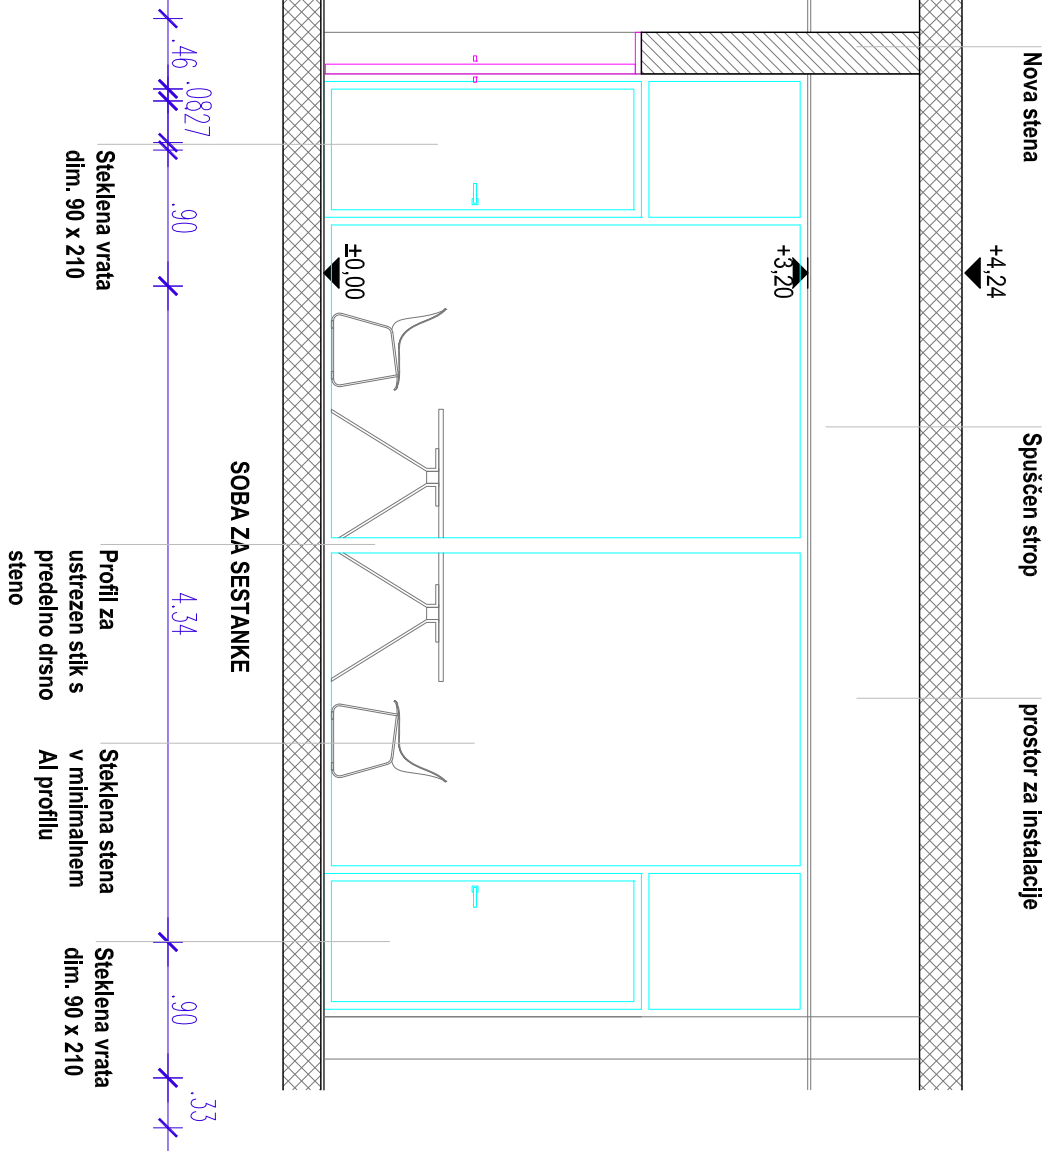 Nova stena
Spuščen strop
prostor za instalacije
+4,24
+3,20
±0,00
SOBA ZA SESTANKE
.46
.08
27
.90
4.34
.90
.33
Steklena vrata
dim. 90 x 210
Profil za
ustrezen stik s
predelno drsno
steno
Steklena stena
v minimalnem
Al profilu
Steklena vrata
dim. 90 x 210